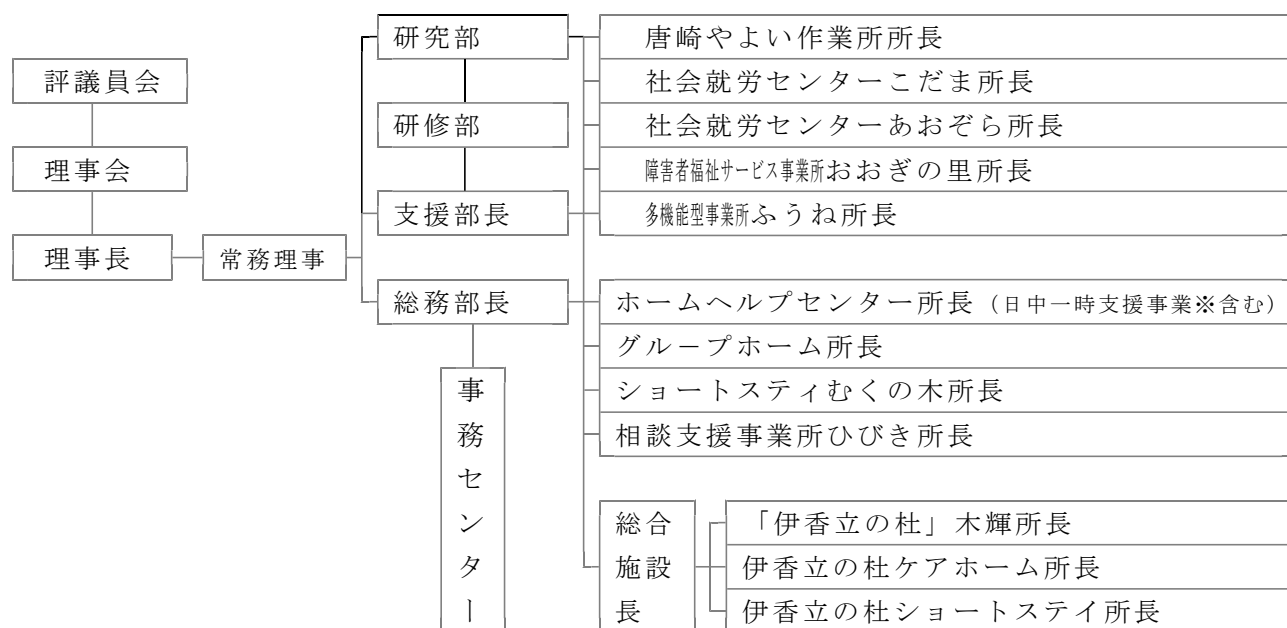 評議員会
理事会
理事長
常務理事
研究部
研修部
支援部長
総務部長
事務センター
唐崎やよい作業所所長
社会就労センターこだま所長
社会就労センターあおぞら所長
障害者福祉サービス事業所おおぎの里所長
多機能型事業所ふうね所長
ホームヘルプセンター所長（日中一時支援事業※含む）
グループホーム所長
ショートスティむくの木所長
相談支援事業所ひびき所長
総合施設長
「伊香立の杜」木輝所長
伊香立の杜ケアホーム所長
伊香立の杜ショートステイ所長